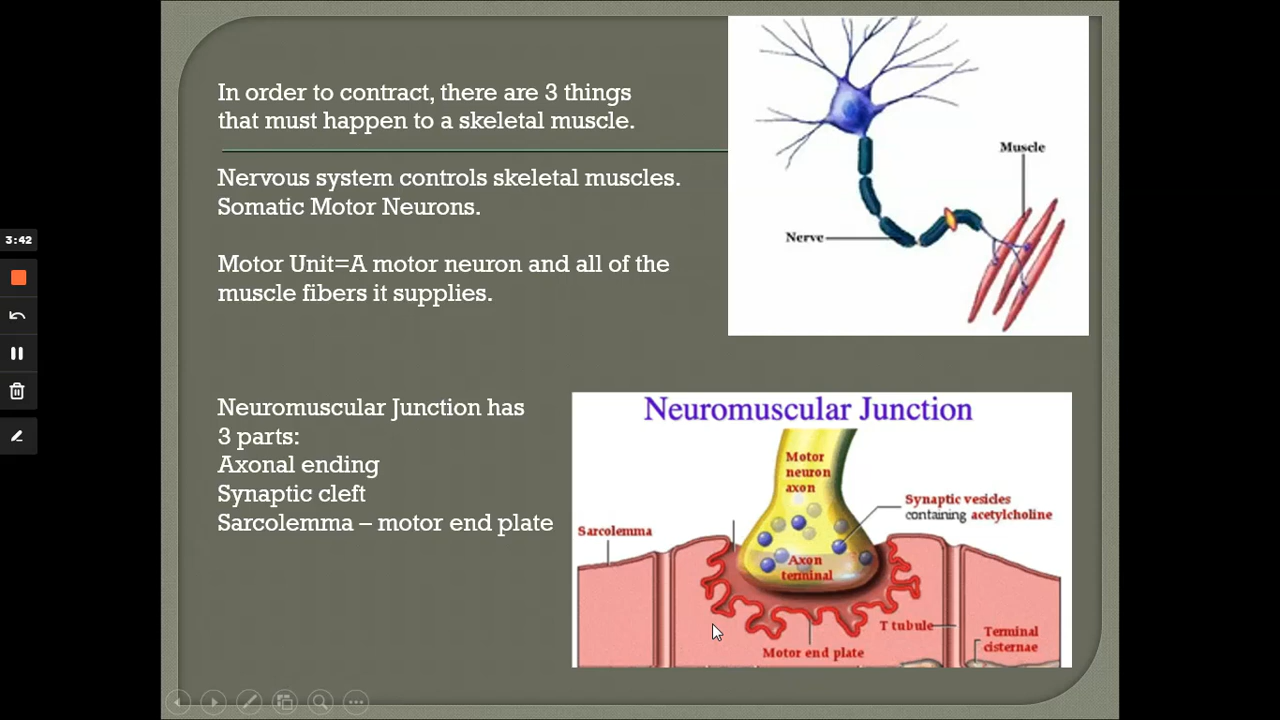 In order to contract, there are 3 things
that must happen to a skeletal muscle.
Nervous system controls skeletal muscles.
Somatic Motor Neurons.
Motor Unit=A motor neuron and all of the
muscle fibers it supplies.
Muscle
Nerve
3:42
Neuromuscular Junction has
3 parts:
Axonal ending
Synaptic cleft
Sarcolemma – motor end plate
Neuromuscular Junction
Motor
neuron
axon
Synaptic vesicles
containing acetylcholine
Sarcolemma
Axon
terminal
T tubule
Terminal
cisternae
Motor end plate